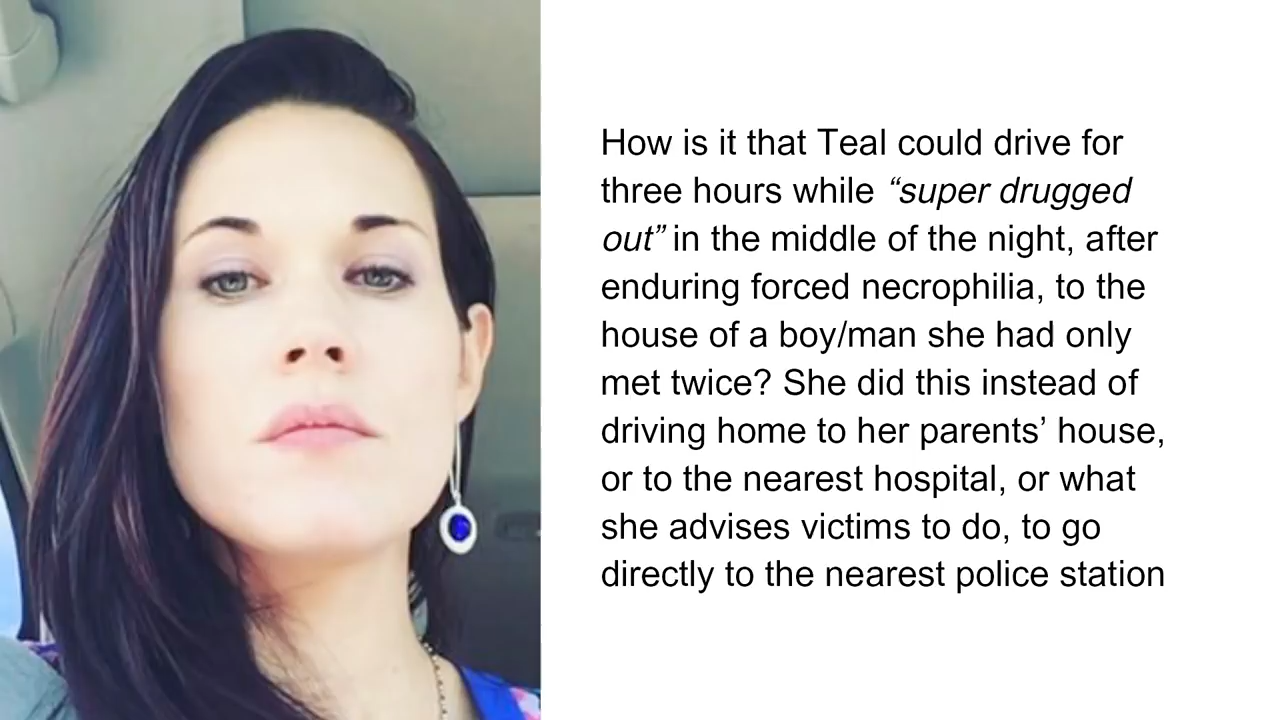 How is it that Teal could drive for
three hours while “super drugged
out” in the middle of the night, after
enduring forced necrophilia, to the
house of a boy/man she had only
met twice? She did this instead of
driving home to her parents’ house,
or to the nearest hospital, or what
she advises victims to do, to go
directly to the nearest police station